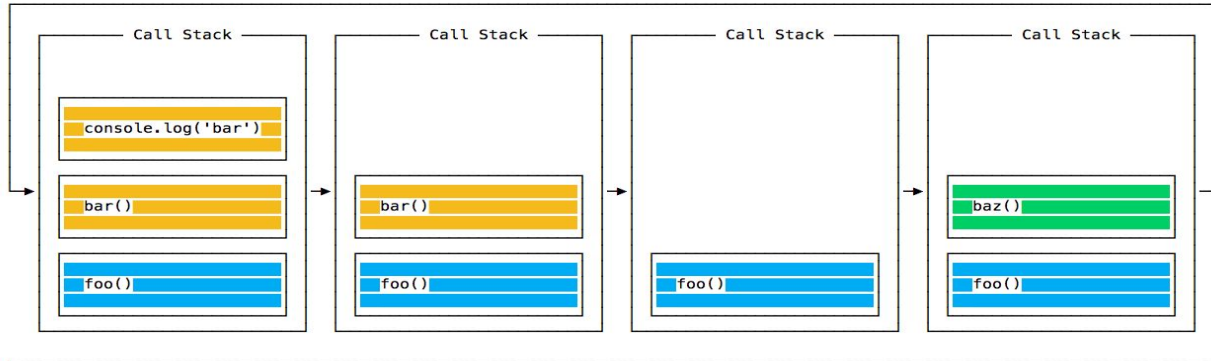 Call Stack
console.log('bar')
bar()
foo()
Call Stack
bar()
foo()
Call Stack
foo()
Call Stack
baz()
foo()